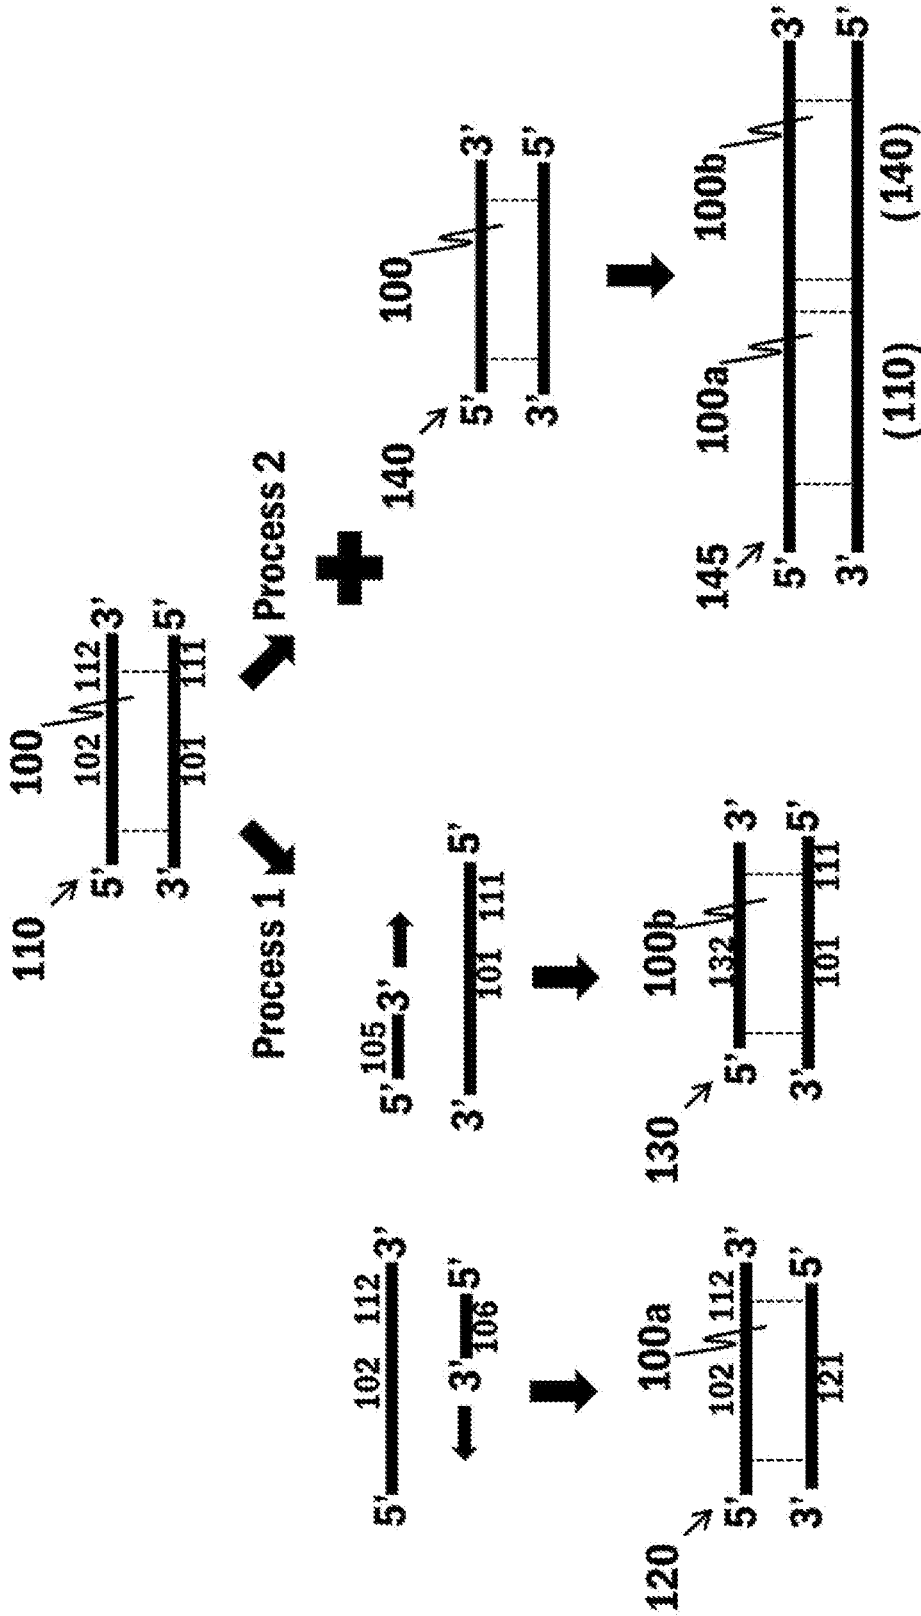 110
100
5’ 102 112 3’
3’ 101 111 5’
Process 1
Process 2
5’ 102 112 3’
3’ 106 5’
5’ 105 3’
3’ 101 111 5’
140
100
5’ 3’
3’ 5’
120
100a
5’ 102 112 3’
3’ 121 5’
130
100b
5’ 132 3’
3’ 101 111 5’
145
100a 100b
5’ 3’
3’ 5’
(110) (140)